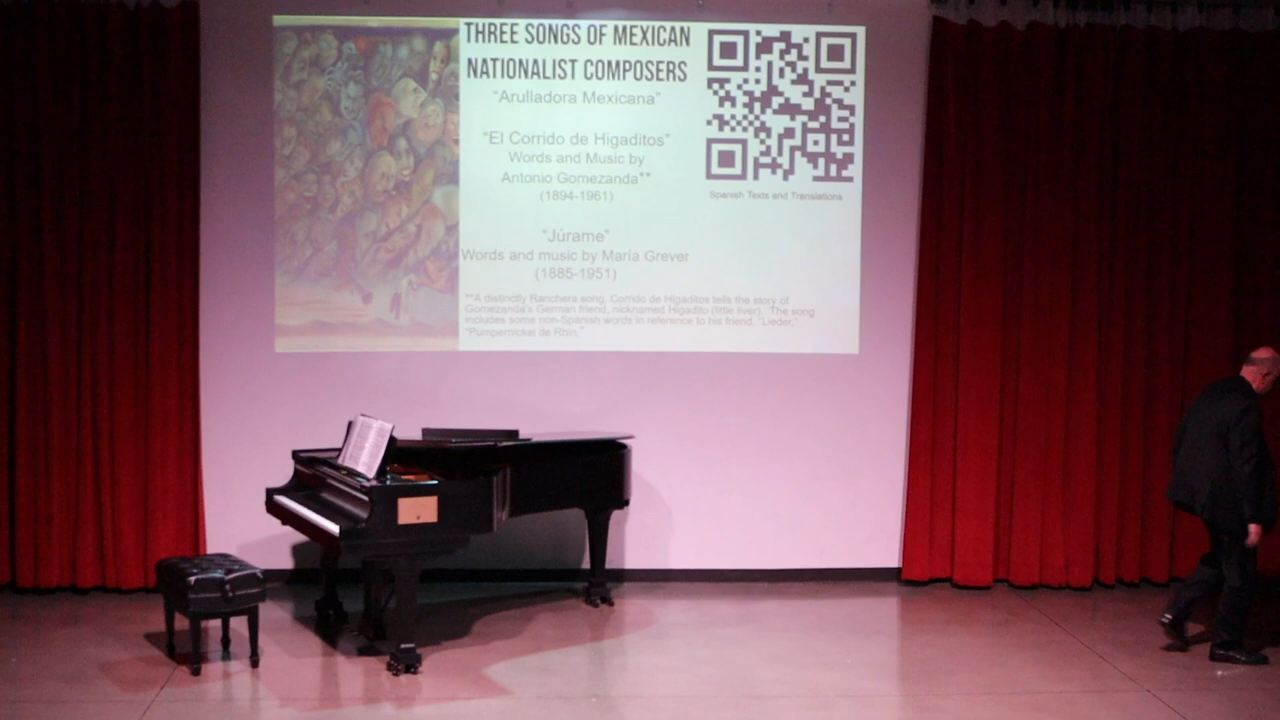 THREE SONGS OF MEXICAN
NATIONALIST COMPOSERS
"Arulladora Mexicana"
"El Corrido de Higaditos"
Words and Music by
Antonio Gomezanda**
(1894-1961)
"Júrame"
Words and music by María Grever
(1885-1951)
**A distinctly Ranchera song, Corrido de Higaditos tells the story of
Gomezanda's German friend, nicknamed Higadito (little liver). The song
includes some non-Spanish words in reference to his friend, "Lieder,"
"Pumpernickel de Rhin."
Spanish Texts and Translations